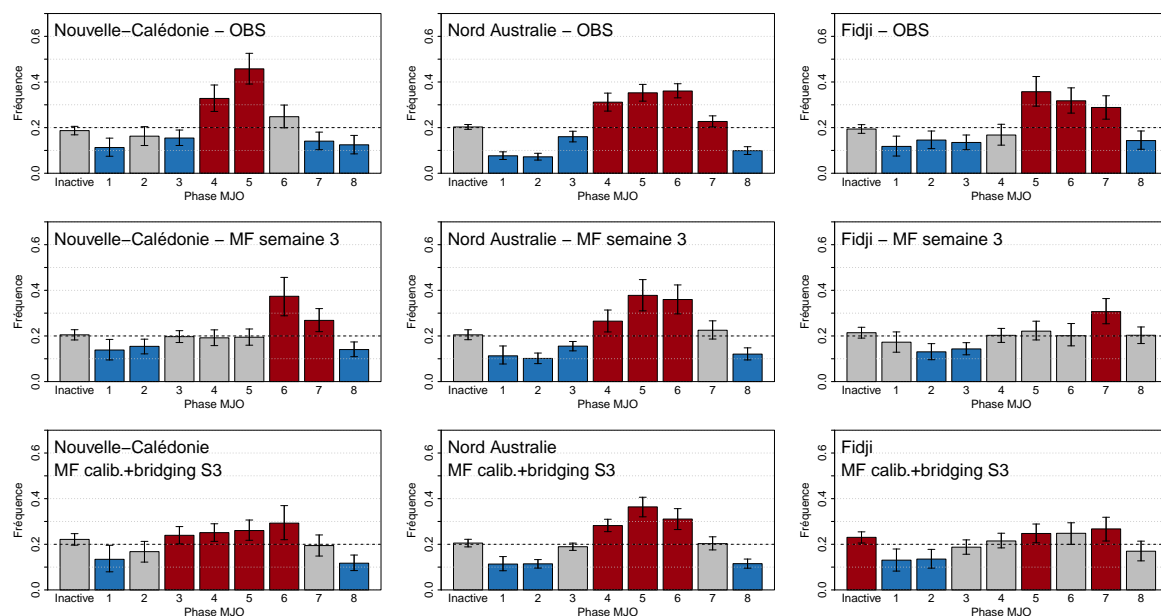 Nouvelle−Calédonie − OBS
Fréquence
0.0 0.2 0.4 0.6
Inactive 1 2 3 4 5 6 7 8
Phase MJO
Nord Australie − OBS
Fréquence
0.0 0.2 0.4 0.6
Inactive 1 2 3 4 5 6 7 8
Phase MJO
Fidji − OBS
Fréquence
0.0 0.2 0.4 0.6
Inactive 1 2 3 4 5 6 7 8
Phase MJO
Nouvelle−Calédonie − MF semaine 3
Fréquence
0.0 0.2 0.4 0.6
Inactive 1 2 3 4 5 6 7 8
Phase MJO
Nord Australie − MF semaine 3
Fréquence
0.0 0.2 0.4 0.6
Inactive 1 2 3 4 5 6 7 8
Phase MJO
Fidji − MF semaine 3
Fréquence
0.0 0.2 0.4 0.6
Inactive 1 2 3 4 5 6 7 8
Phase MJO
Nouvelle−Calédonie
MF calib.+bridging S3
Fréquence
0.0 0.2 0.4 0.6
Inactive 1 2 3 4 5 6 7 8
Phase MJO
Nord Australie
MF calib.+bridging S3
Fréquence
0.0 0.2 0.4 0.6
Inactive 1 2 3 4 5 6 7 8
Phase MJO
Fidji
MF calib.+bridging S3
Fréquence
0.0 0.2 0.4 0.6
Inactive 1 2 3 4 5 6 7 8
Phase MJO